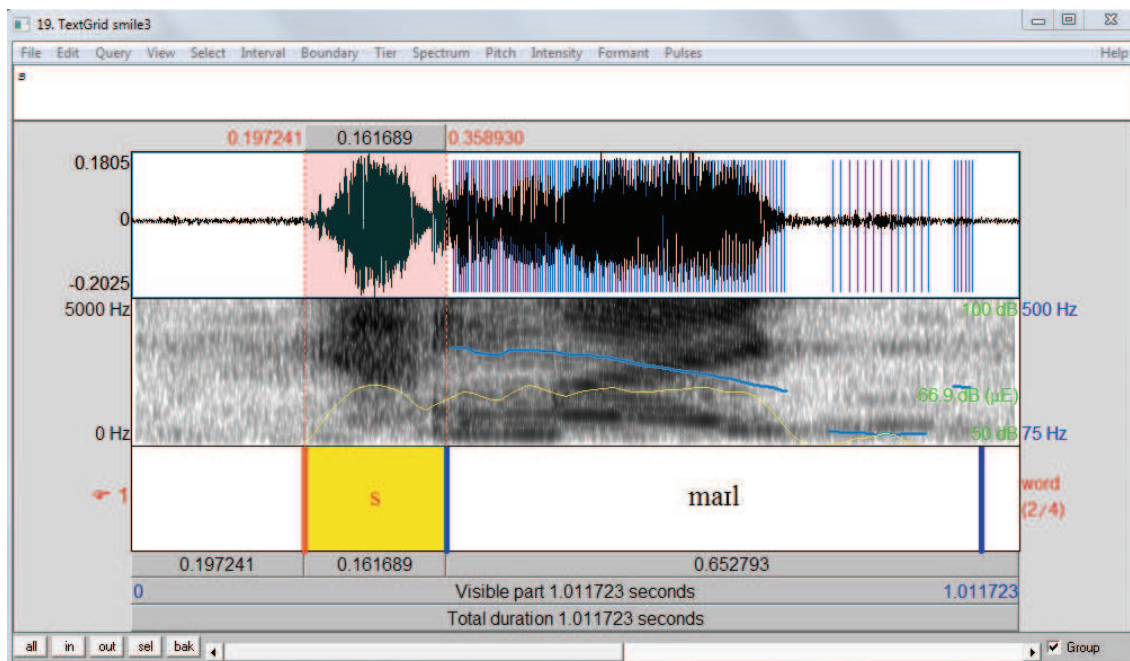 19. TextGrid smile3
File Edit Query View Select Interval Boundary Tier Spectrum Pitch Intensity Formant Pulses Help
s
0.197241 0.161689 0.358930
0.1805
0
-0.2025
5000 Hz 100 dB 500 Hz
66.9 dB (µE)
0 Hz 50 dB 75 Hz
1 s maɪl word
(2/4)
0.197241 0.161689 0.652793
0 Visible part 1.011723 seconds 1.011723
Total duration 1.011723 seconds
all in out sel bak Group